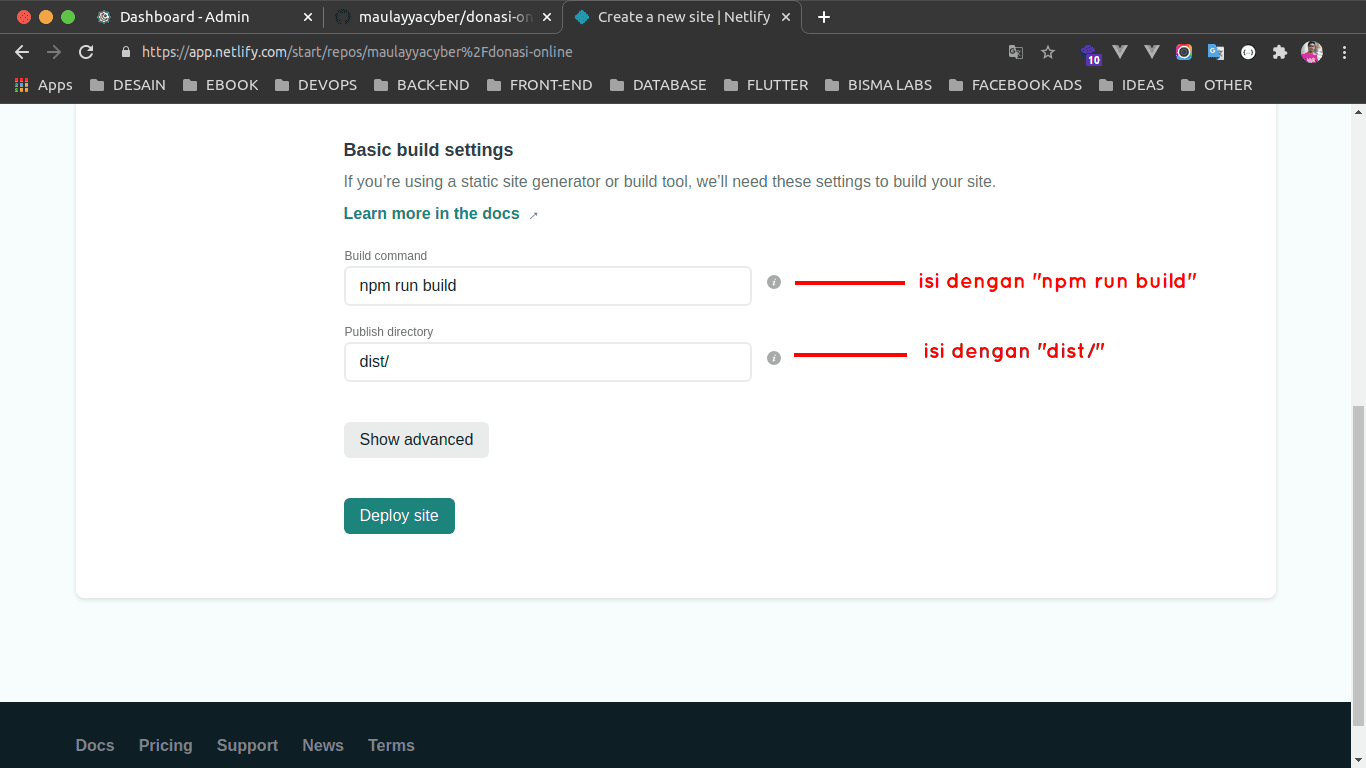 Dashboard - Admin
maulayyacyber/donasi-on
Create a new site | Netlify
https://app.netlify.com/start/repos/maulayyacyber%2Fdonasi-online
10
Apps
DESAIN
EBOOK
DEVOPS
BACK-END
FRONT-END
DATABASE
FLUTTER
BISMA LABS
FACEBOOK ADS
IDEAS
OTHER
Basic build settings
If you’re using a static site generator or build tool, we’ll need these settings to build your site.
Learn more in the docs
Build command
npm run build
isi dengan "npm run build"
Publish directory
dist/
isi dengan "dist/"
Show advanced
Deploy site
Docs
Pricing
Support
News
Terms